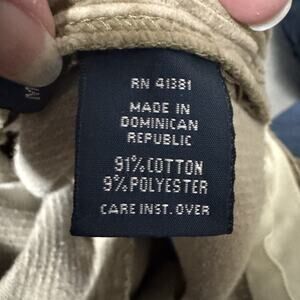 M
RN 41381
MADE IN
DOMINICAN
REPUBLIC
91% COTTON
9% POLYESTER
CARE INST. OVER